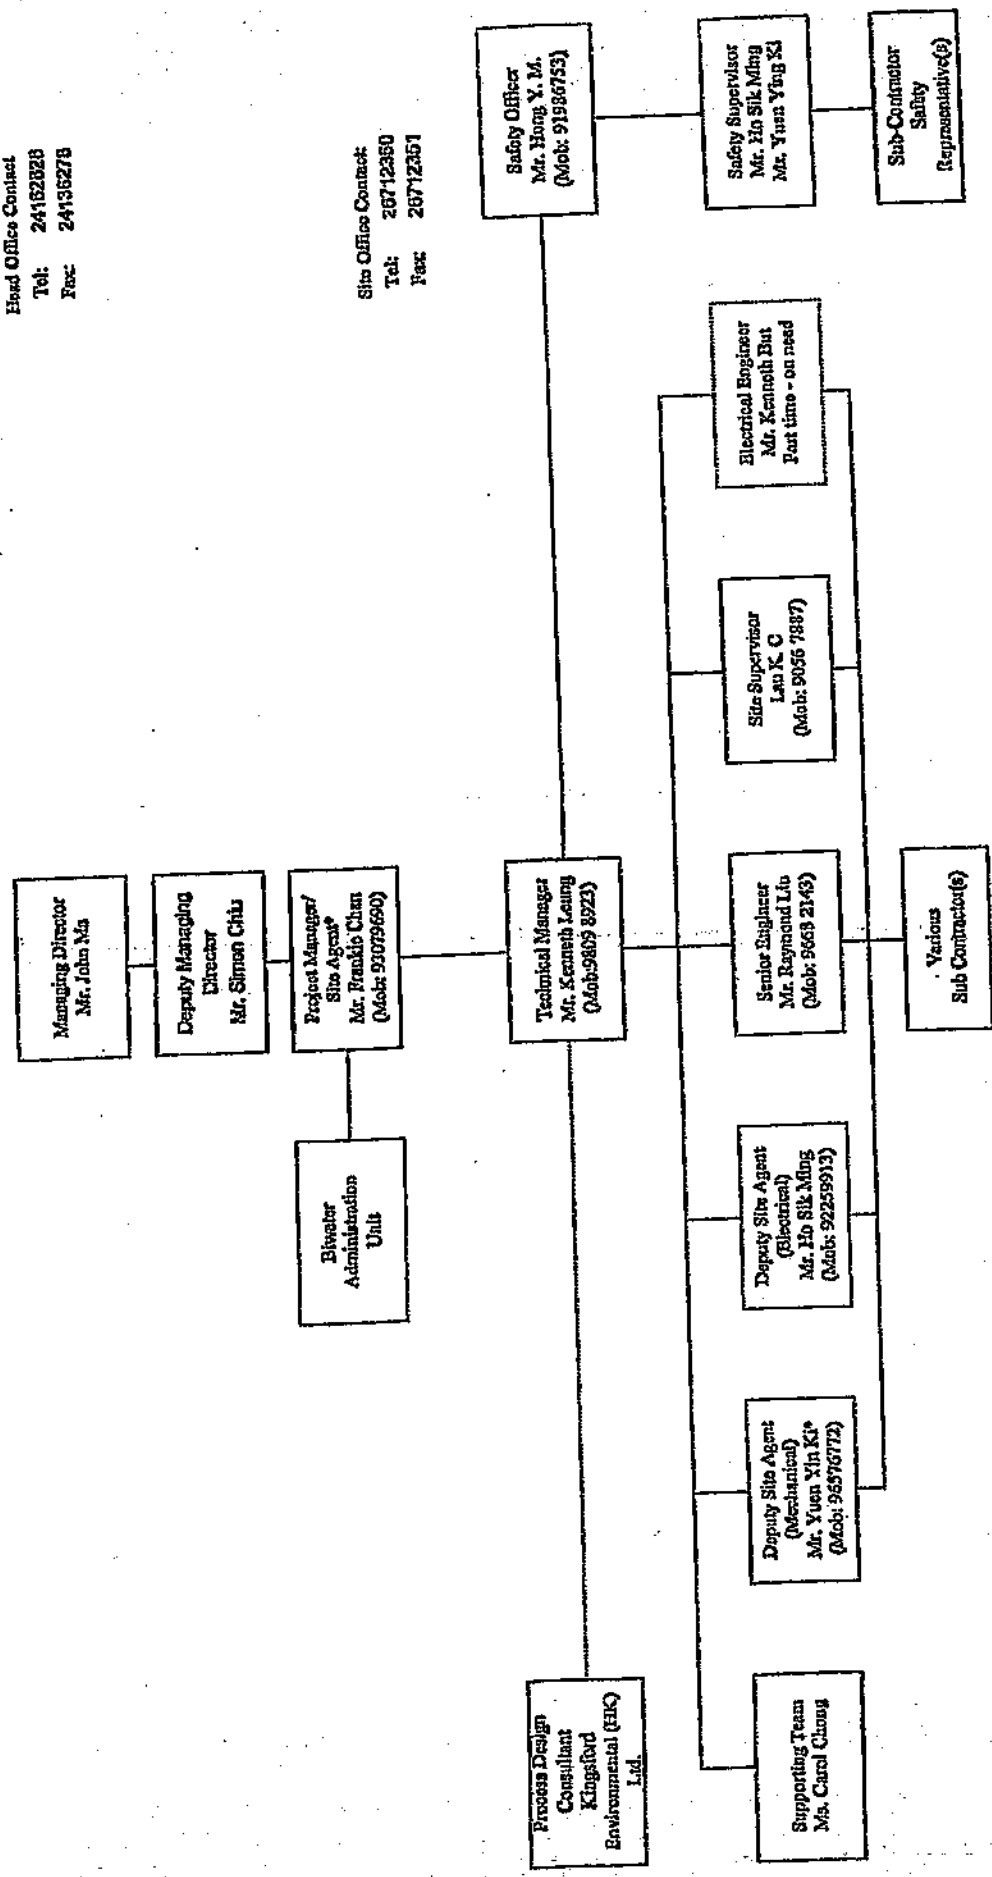 Head Office Contact
Tel: 24182828
Fax: 24136278
Site Office Contact:
Tel: 26712350
Fax: 26712351
Managing Director
Mr. John Ma
Deputy Managing
Director
Mr. Simon Chiu
Project Manager/
Site Agent*
Mr. Frankie Chan
(Mob: 93079690)
Biwater
Administration
Unit
Technical Manager
Mr. Kenneth Leung
(Mob:9809 8923)
Process Design
Consultant
Kingsford
Environmental (HK)
Ltd.
Safety Officer
Mr. Hong Y. M.
(Mob: 91986753)
Safety Supervisor
Mr. Ho Sik Ming
Mr. Yuen Ying Ki
Sub-Contractor
Safety
Representative(s)
Supporting Team
Ms. Carol Chong
Deputy Site Agent
(Mechanical)
Mr. Yuen Yin Ki*
(Mob: 96576772)
Deputy Site Agent
(Electrical)
Mr. Ho Sik Ming
(Mob: 92259913)
Senior Engineer
Mr. Raymond Liu
(Mob: 9668 2143)
Site Supervisor
Lau K. C
(Mob: 9056 7887)
Electrical Engineer
Mr. Kenneth But
Part time - on need
Various
Sub Contractor(s)